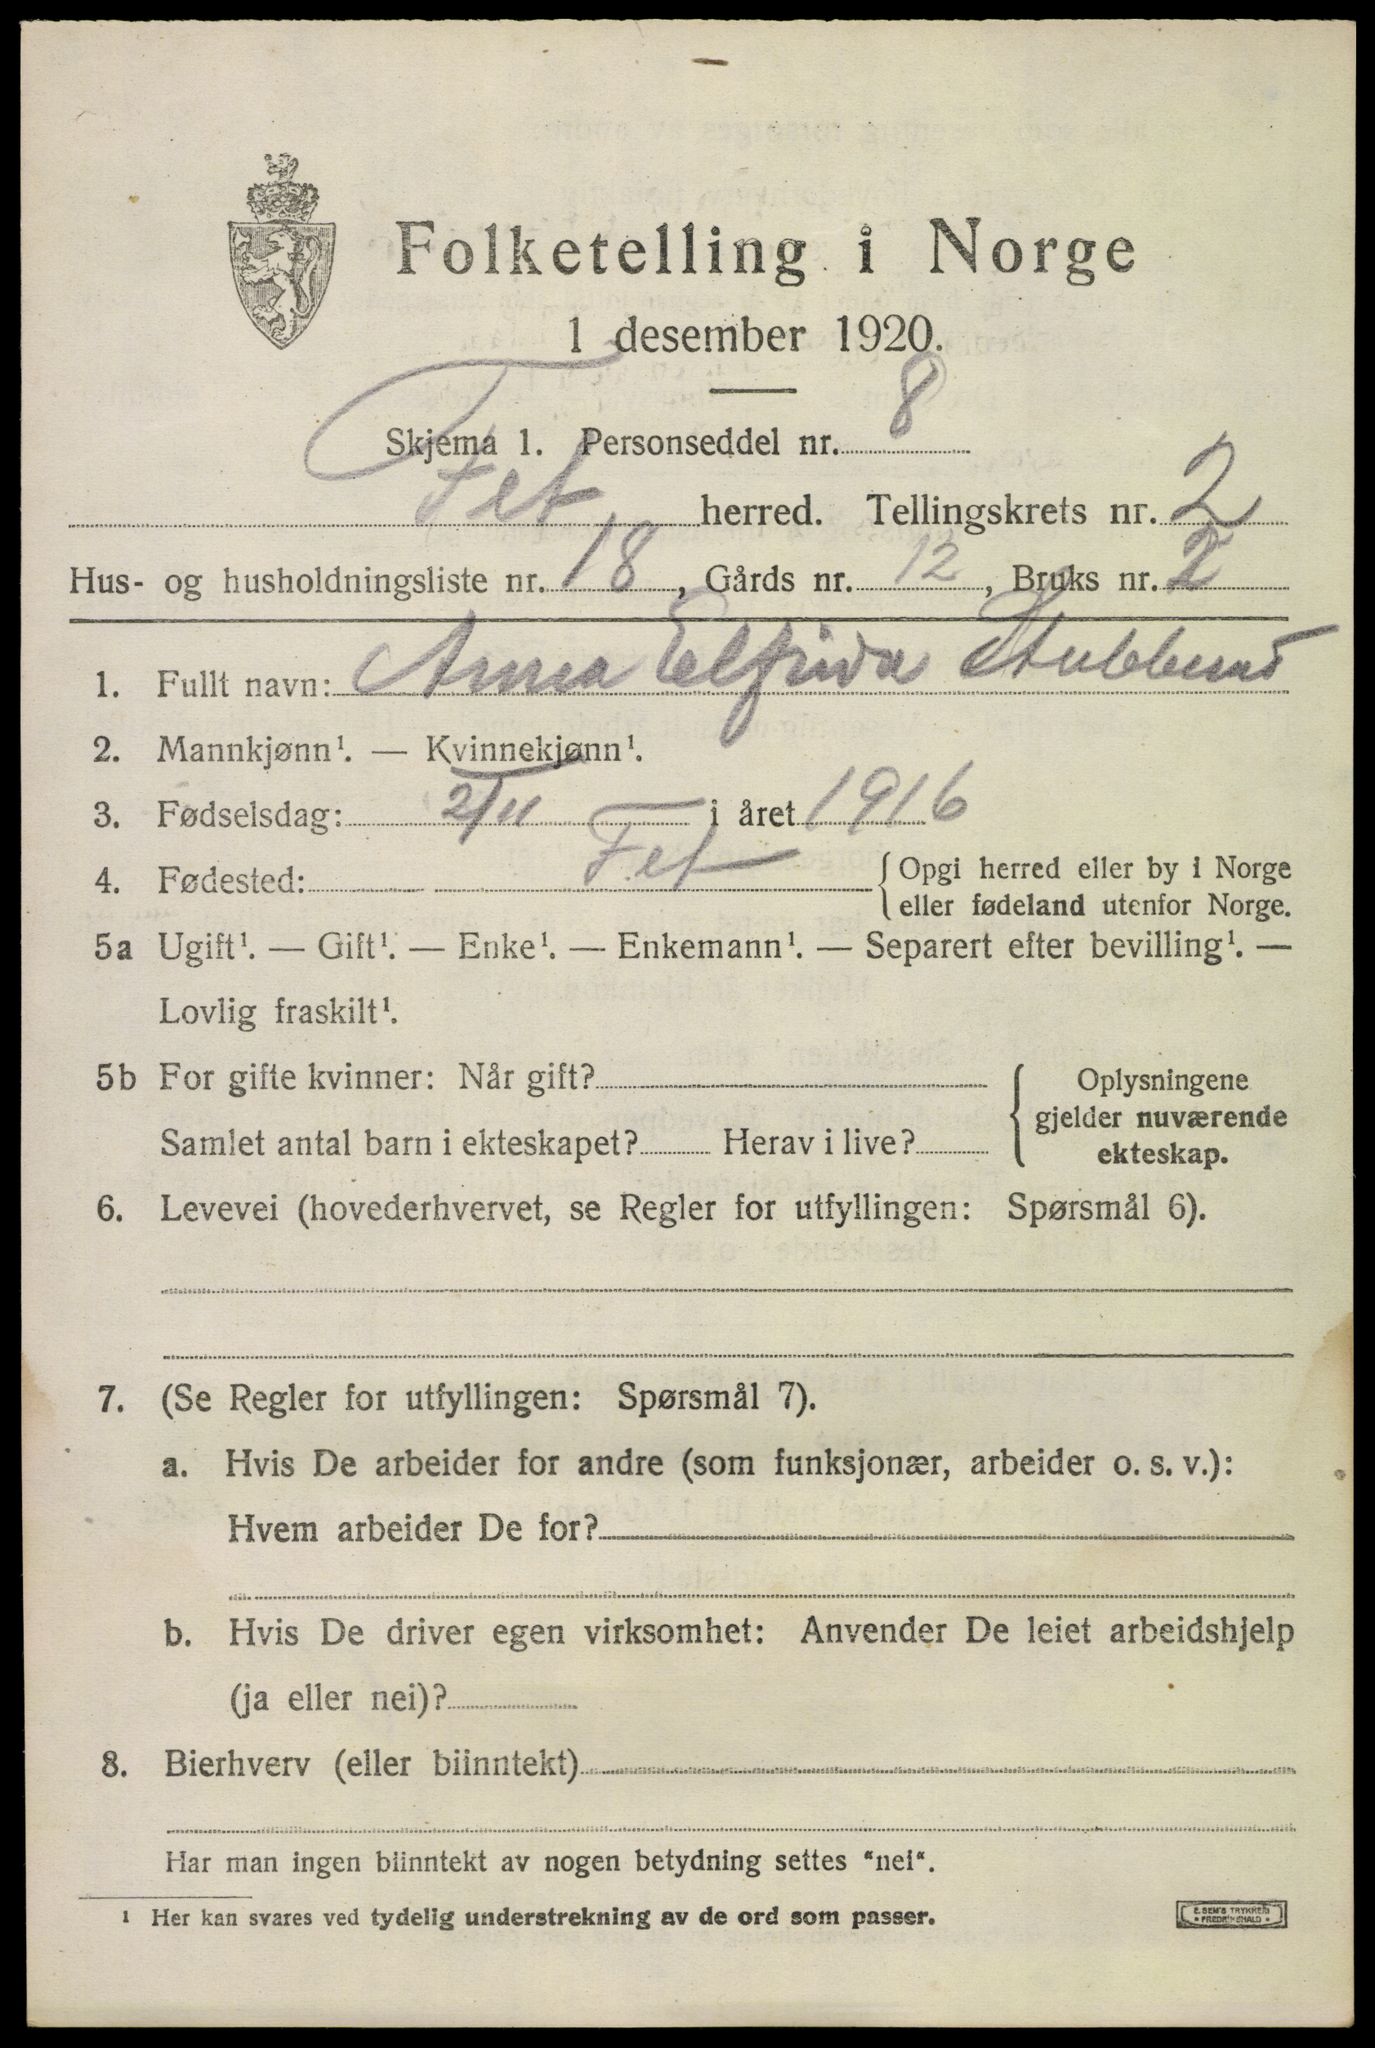 Folketelling i Norge
1 desember 1920.
Skjema 1. Personseddel nr. 8
Fet herred. Tellingskrets nr. 2
Hus- og husholdningsliste nr. 18, Gårds nr. 12, Bruks nr. 2
1. Fullt navn: Anna Elfrida
2. Mannkjønn¹. — Kvinnekjønn¹.
3. Fødselsdag: 2/11 i året 1916
4. Fødested: Fet {Opgi herred eller by i Norge
eller fødeland utenfor Norge.
5a Ugift¹. — Gift¹. — Enke¹. — Enkemann¹. — Separert efter bevilling¹. —
Lovlig fraskilt¹.
5b For gifte kvinner: Når gift? { Oplysningene
gjelder nuværende
Samlet antal barn i ekteskapet? Herav i live? ekteskap.
6. Levevei (hovederhvervet, se Regler for utfyllingen: Spørsmål 6).
7. (Se Regler for utfyllingen: Spørsmål 7).
a. Hvis De arbeider for andre (som funksjonær, arbeider o. s. v.):
Hvem arbeider De for?
b. Hvis De driver egen virksomhet: Anvender De leiet arbeidshjelp
(ja eller nei)?
8. Bierhverv (eller biinntekt)
Har man ingen biinntekt av nogen betydning settes "nei".
¹ Her kan svares ved tydelig understrekning av de ord som passer.
E. SEM'S TRYKKERI
FREDRIKSHALD